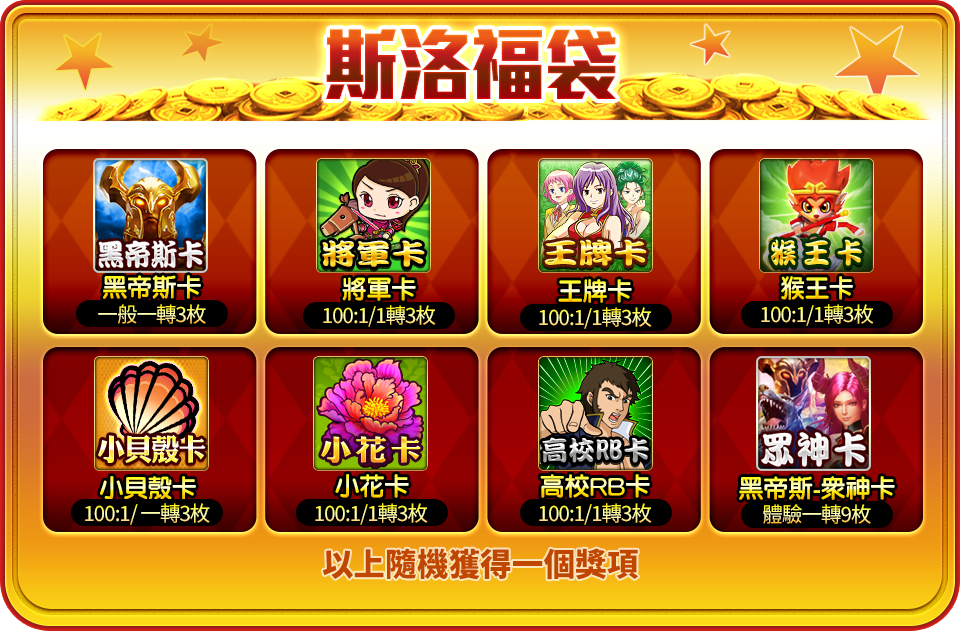 斯洛福袋
黑帝斯卡
黑帝斯卡
一般一轉3枚
將軍卡
將軍卡
100:1/1轉3枚
王牌卡
王牌卡
100:1/1轉3枚
猴王卡
猴王卡
100:1/1轉3枚
小貝殼卡
小貝殼卡
100:1/一轉3枚
小花卡
小花卡
100:1/1轉3枚
高校RB卡
高校RB卡
100:1/1轉3枚
眾神卡
黑帝斯-眾神卡
體驗一轉9枚
以上隨機獲得一個獎項